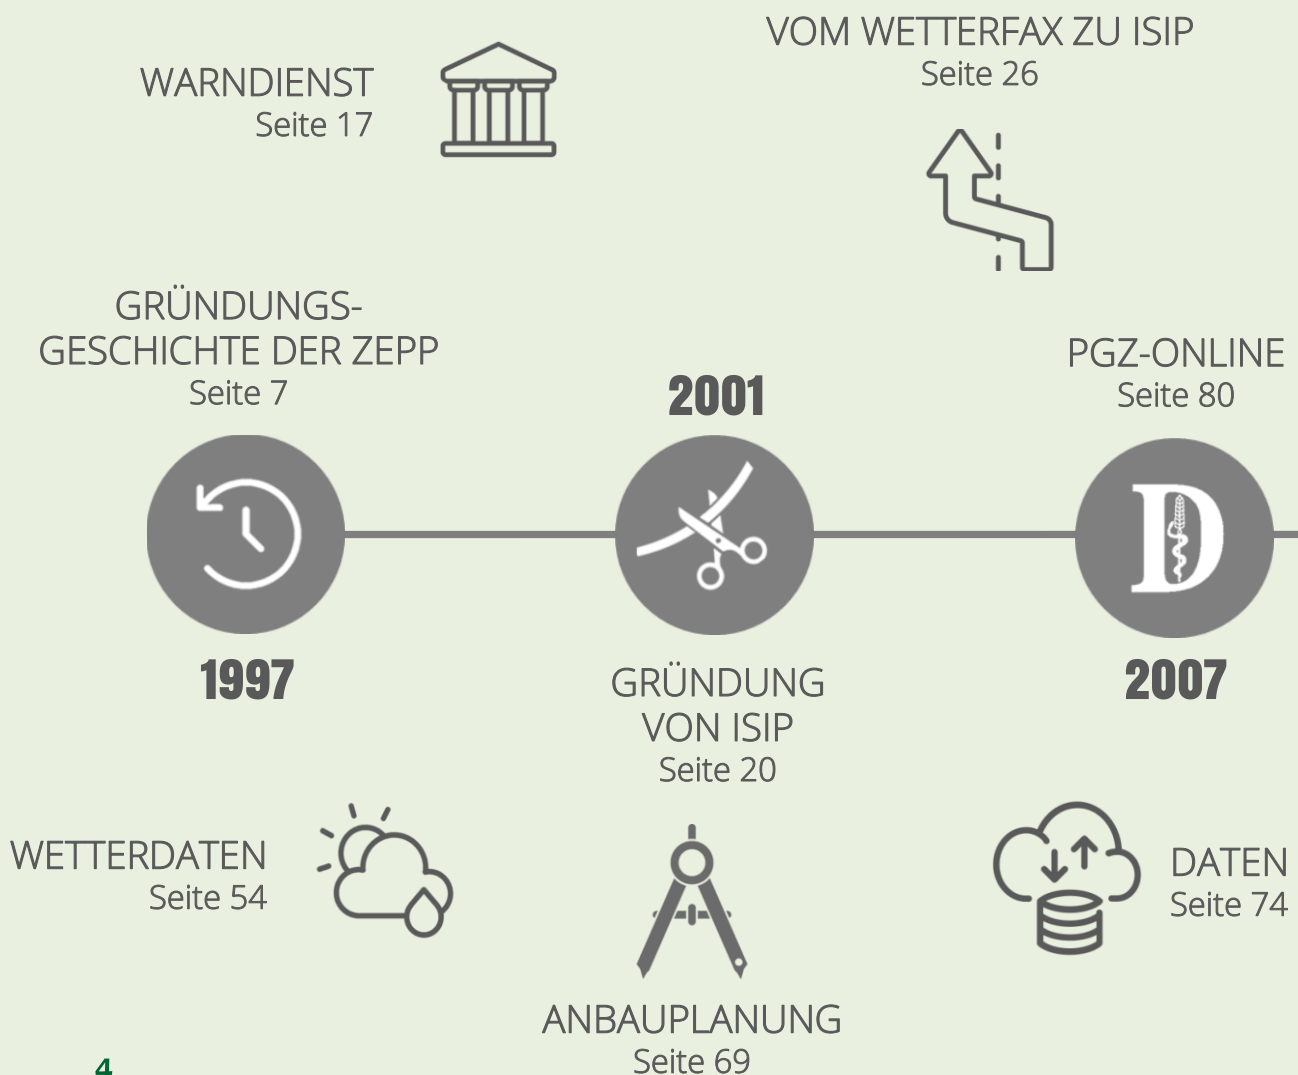 WARNDIENST
Seite 17
VOM WETTERFAX ZU ISIP
Seite 26
GRÜNDUNGS-
GESCHICHTE DER ZEPP
Seite 7
1997
2001
GRÜNDUNG
VON ISIP
Seite 20
PGZ-ONLINE
Seite 80
D
2007
WETTERDATEN
Seite 54
ANBAUPLANUNG
Seite 69
DATEN
Seite 74
4